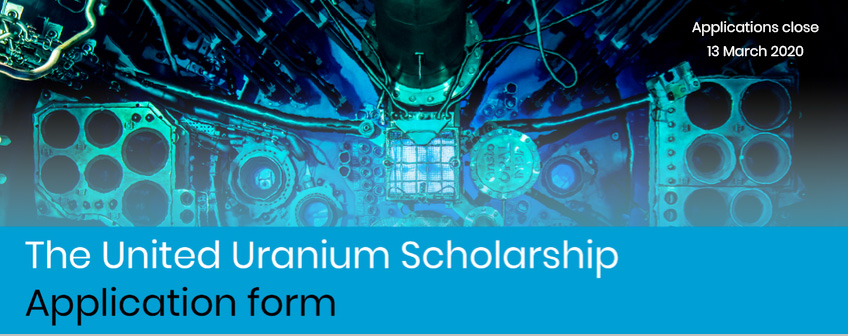 Applications close
13 March 2020
The United Uranium Scholarship
Application form